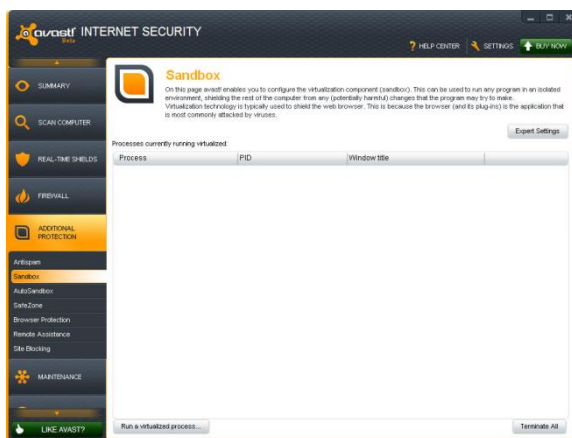 avast! INTERNET SECURITY
Beta
HELP CENTER
SETTINGS
BUY NOW
SUMMARY
SCAN COMPUTER
REAL-TIME SHIELDS
FIREWALL
ADDITIONAL
PROTECTION
Antispam
Sandbox
AutoSandbox
SafeZone
Browser Protection
Remote Assistance
Site Blocking
MAINTENANCE
LIKE AVAST?
Sandbox
On this page avast! enables you to configure the virtualization component (sandbox). This can be used to run any program in an isolated
environment, shielding the rest of the computer from any (potentially harmful) changes that the program may try to make.
Virtualization technology is typically used to shield the web browser. This is because the browser (and its plug-ins) is the application that
is most commonly attacked by viruses.
Expert Settings
Processes currently running virtualized:
Process PID Window title
Run a virtualized process...
Terminate All